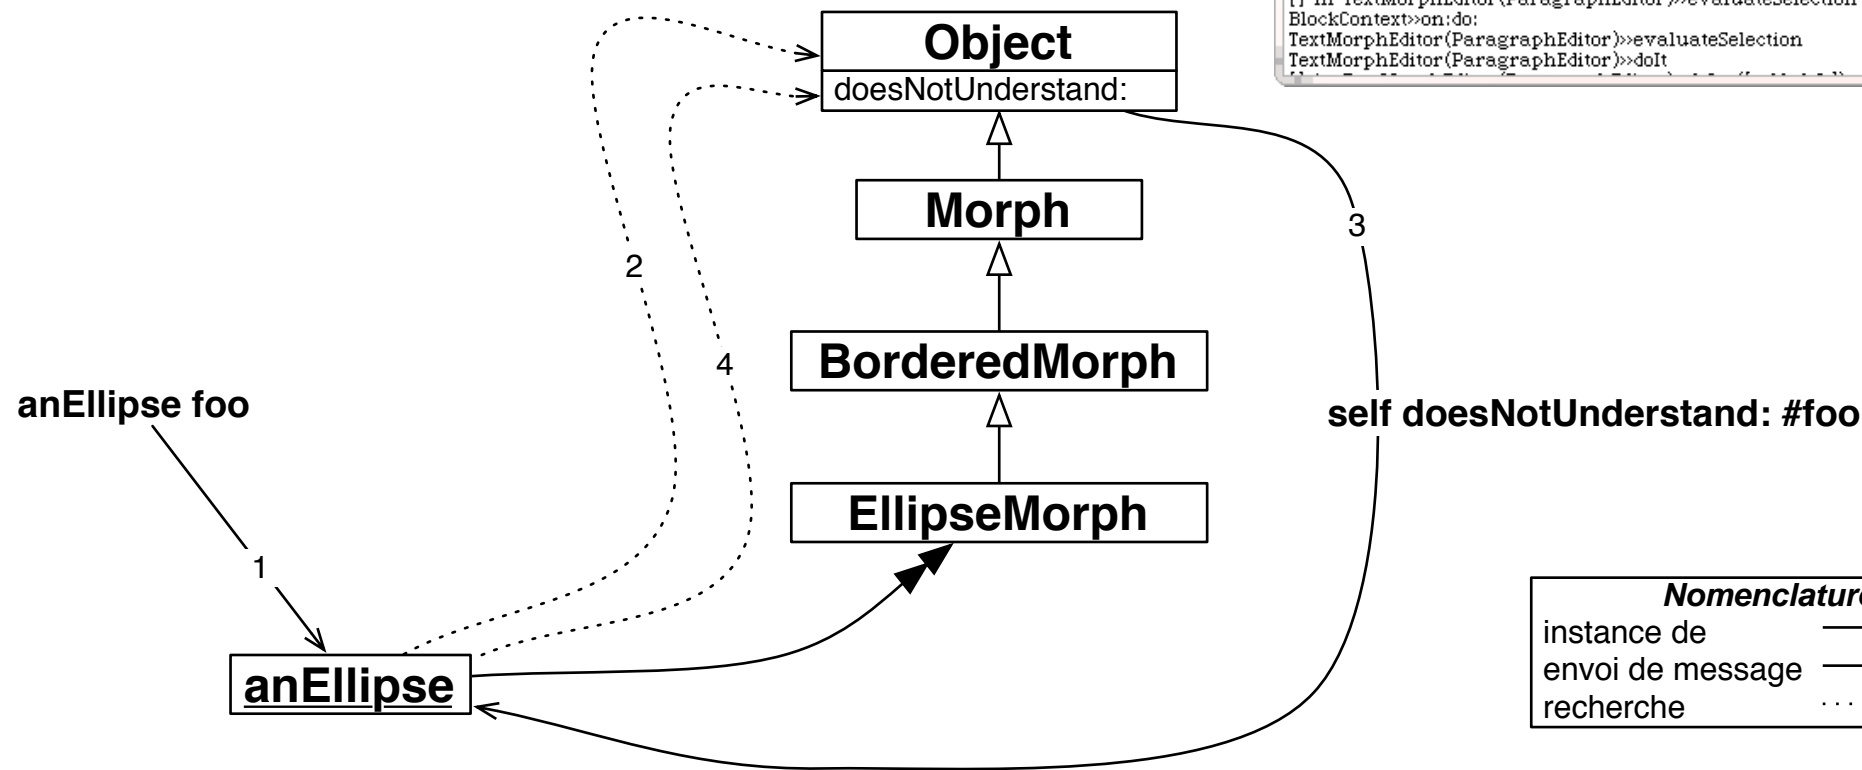 BlockContext>>on:do:
TextMorphEditor(ParagraphEditor)>>evaluateSelection
TextMorphEditor(ParagraphEditor)>>doIt
Object
doesNotUnderstand:
Morph
3
2
BorderedMorph
4
anEllipse foo
self doesNotUnderstand: #foo
EllipseMorph
1
Nomenclature
instance de
envoi de message
recherche
anEllipse